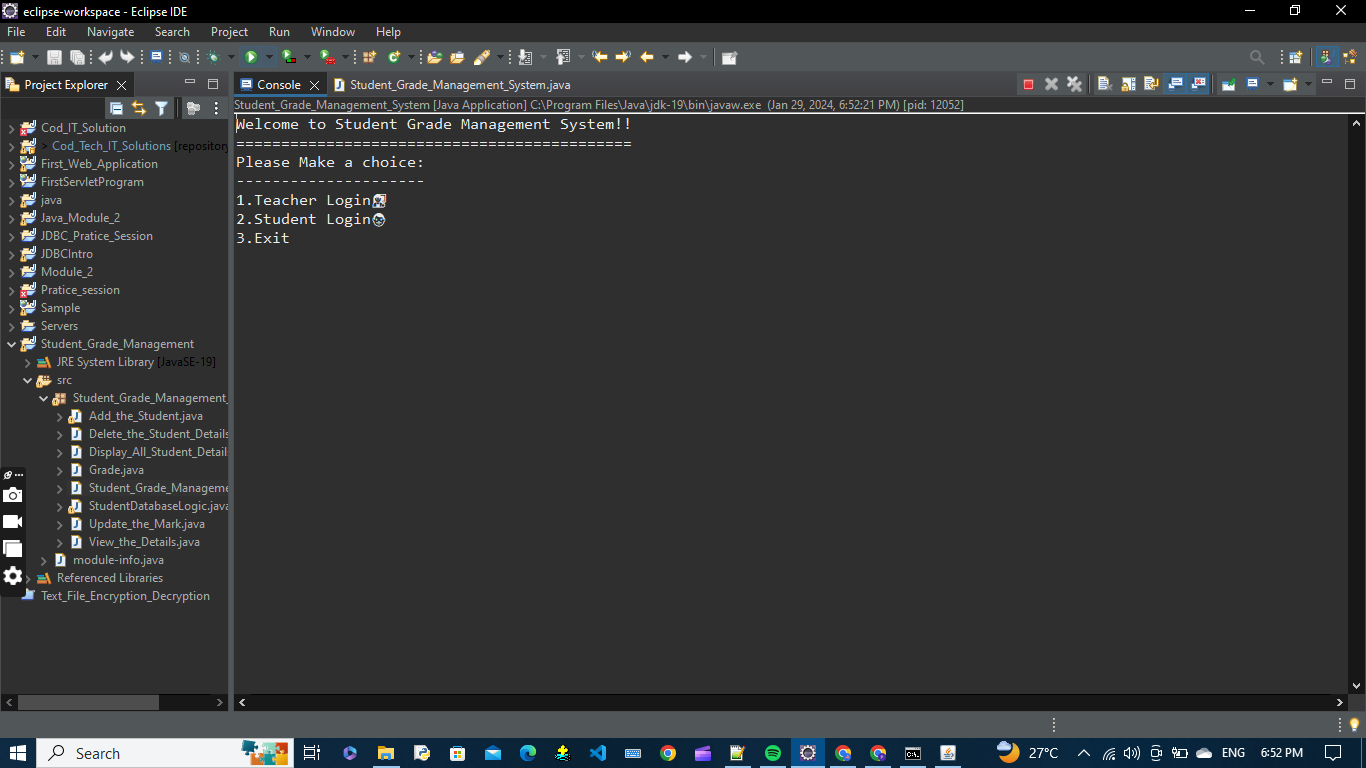 eclipse-workspace - Eclipse IDE
File Edit Navigate Search Project Run Window Help
Project Explorer
Console
Student_Grade_Management_System.java
Student_Grade_Management_System [Java Application] C:\Program Files\Java\jdk-19\bin\javaw.exe (Jan 29, 2024, 6:52:21 PM) [pid: 12052]
Cod_IT_Solution
> Cod_Tech_IT_Solutions [repository
First_Web_Application
FirstServletProgram
java
Java_Module_2
JDBC_Pratice_Session
JDBCIntro
Module_2
Pratice_session
Sample
Servers
Student_Grade_Management
JRE System Library [JavaSE-19]
src
Student_Grade_Management_
Add_the_Student.java
Delete_the_Student_Details
Display_All_Student_Detail
Grade.java
Student_Grade_Manageme
StudentDatabaseLogic.java
Update_the_Mark.java
View_the_Details.java
module-info.java
Referenced Libraries
Text_File_Encryption_Decryption
Welcome to Student Grade Management System!!
============================================
Please Make a choice:
---------------------
1.Teacher Login👩‍🏫
2.Student Login👨‍🎓
3.Exit
Search
27°C
ENG
6:52 PM